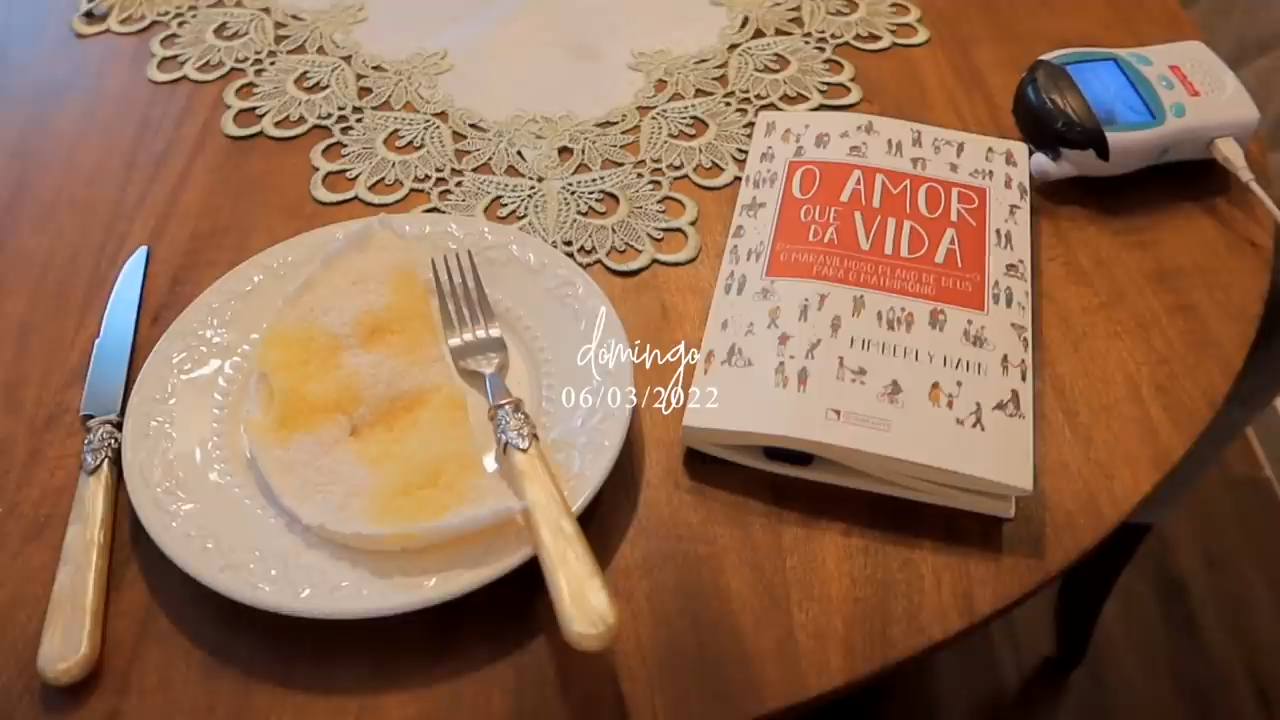 O AMOR
QUE
DÁ VIDA
O MARAVILHOSO PLANO DE DEUS
PARA O MATRIMÔNIO
KIMBERLY HAHN
domingo
06/03/2022